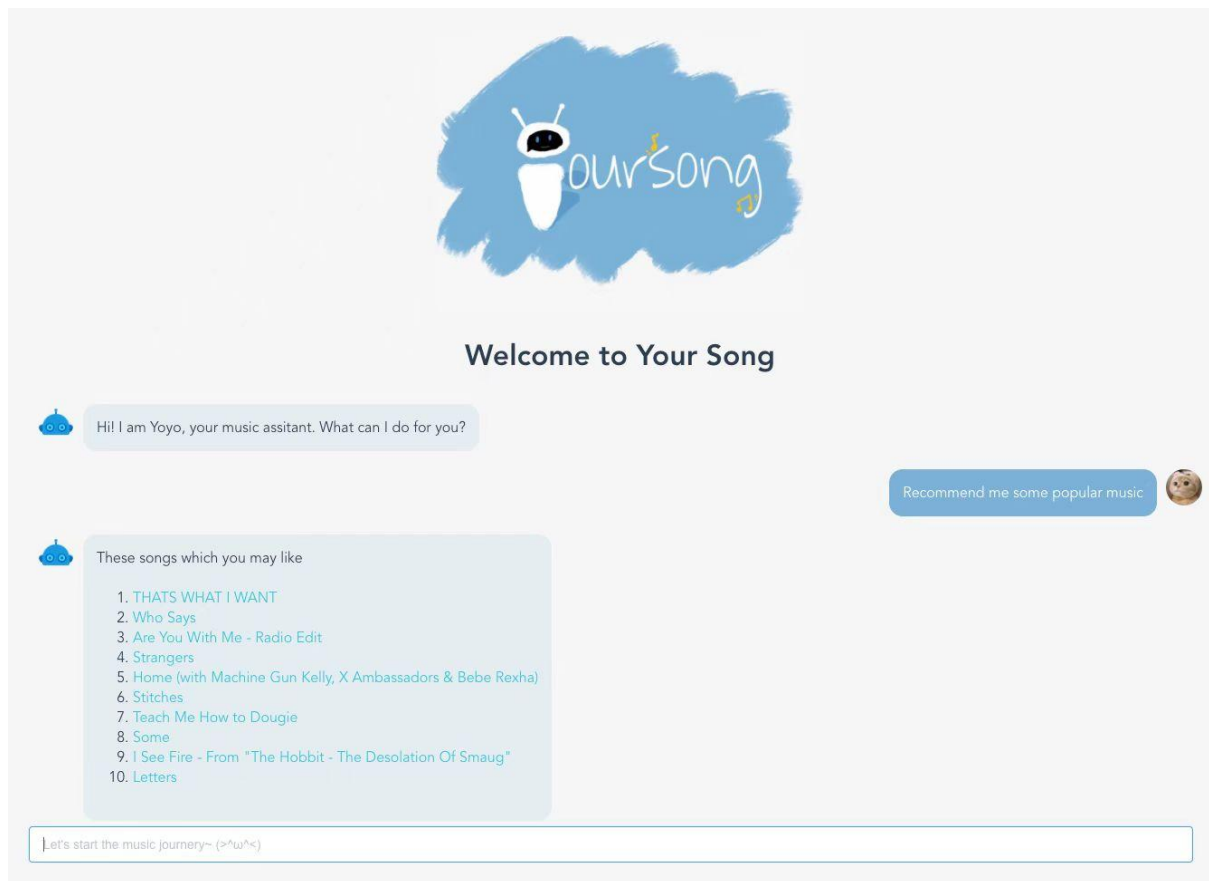 oursong
Welcome to Your Song
Hi! I am Yoyo, your music assitant. What can I do for you?
Recommend me some popular music
These songs which you may like
1. THATS WHAT I WANT
2. Who Says
3. Are You With Me - Radio Edit
4. Strangers
5. Home (with Machine Gun Kelly, X Ambassadors & Bebe Rexha)
6. Stitches
7. Teach Me How to Dougie
8. Some
9. I See Fire - From "The Hobbit - The Desolation Of Smaug"
10. Letters
Let's start the music journery~ (>^ω^<)